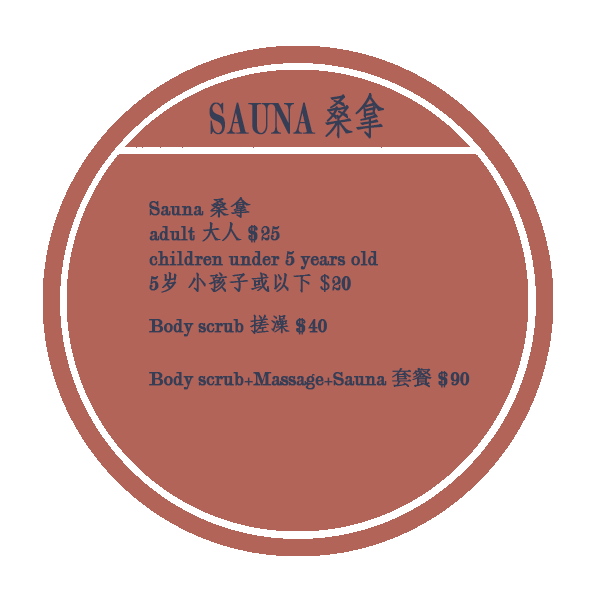 SAUNA 桑拿
Sauna 桑拿
adult 大人 $25
children under 5 years old
5岁 小孩子或以下 $20
Body scrub 搓澡 $40
Body scrub+Massage+Sauna 套餐 $90